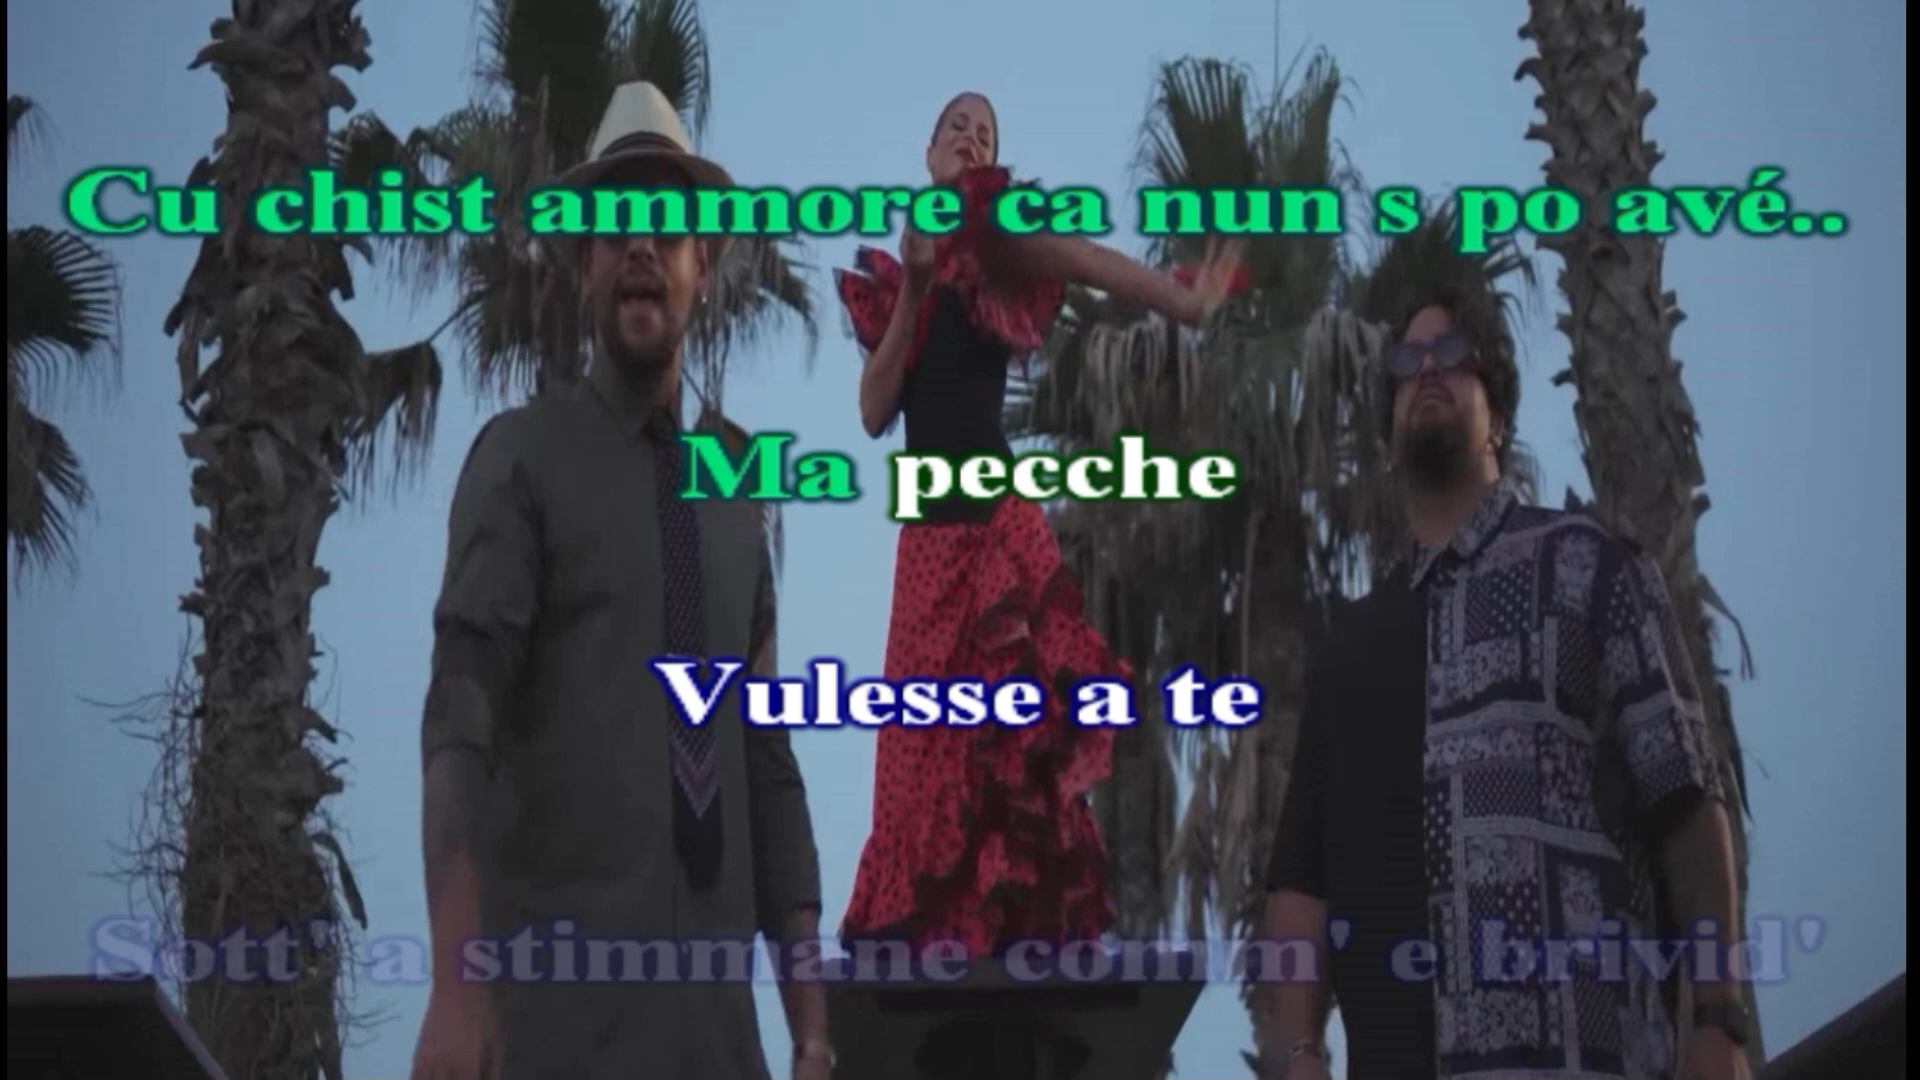 Cu chist ammore ca nun s po avé..
Ma pecche
Vulesse a te
Sott' a stimmane comm' e brivid'